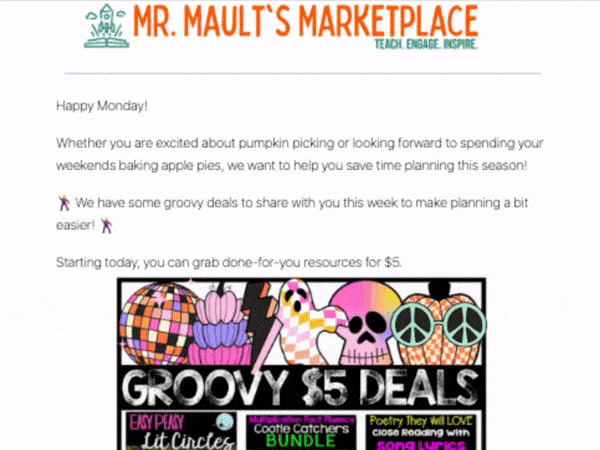 MR. MAULT'S MARKETPLACE
TEACH. ENGAGE. INSPIRE.
Happy Monday!
Whether you are excited about pumpkin picking or looking forward to spending your
weekends baking apple pies, we want to help you save time planning this season!
🕺 We have some groovy deals to share with you this week to make planning a bit
easier! 🕺
Starting today, you can grab done-for-you resources for $5.
GROOVY $5 DEALS
EASY PEASY
Lit Circles
Multiplication Fact Fluency
Cootie Catchers
BUNDLE
Poetry They Will LOVE
Close Reading with
Song Lyrics